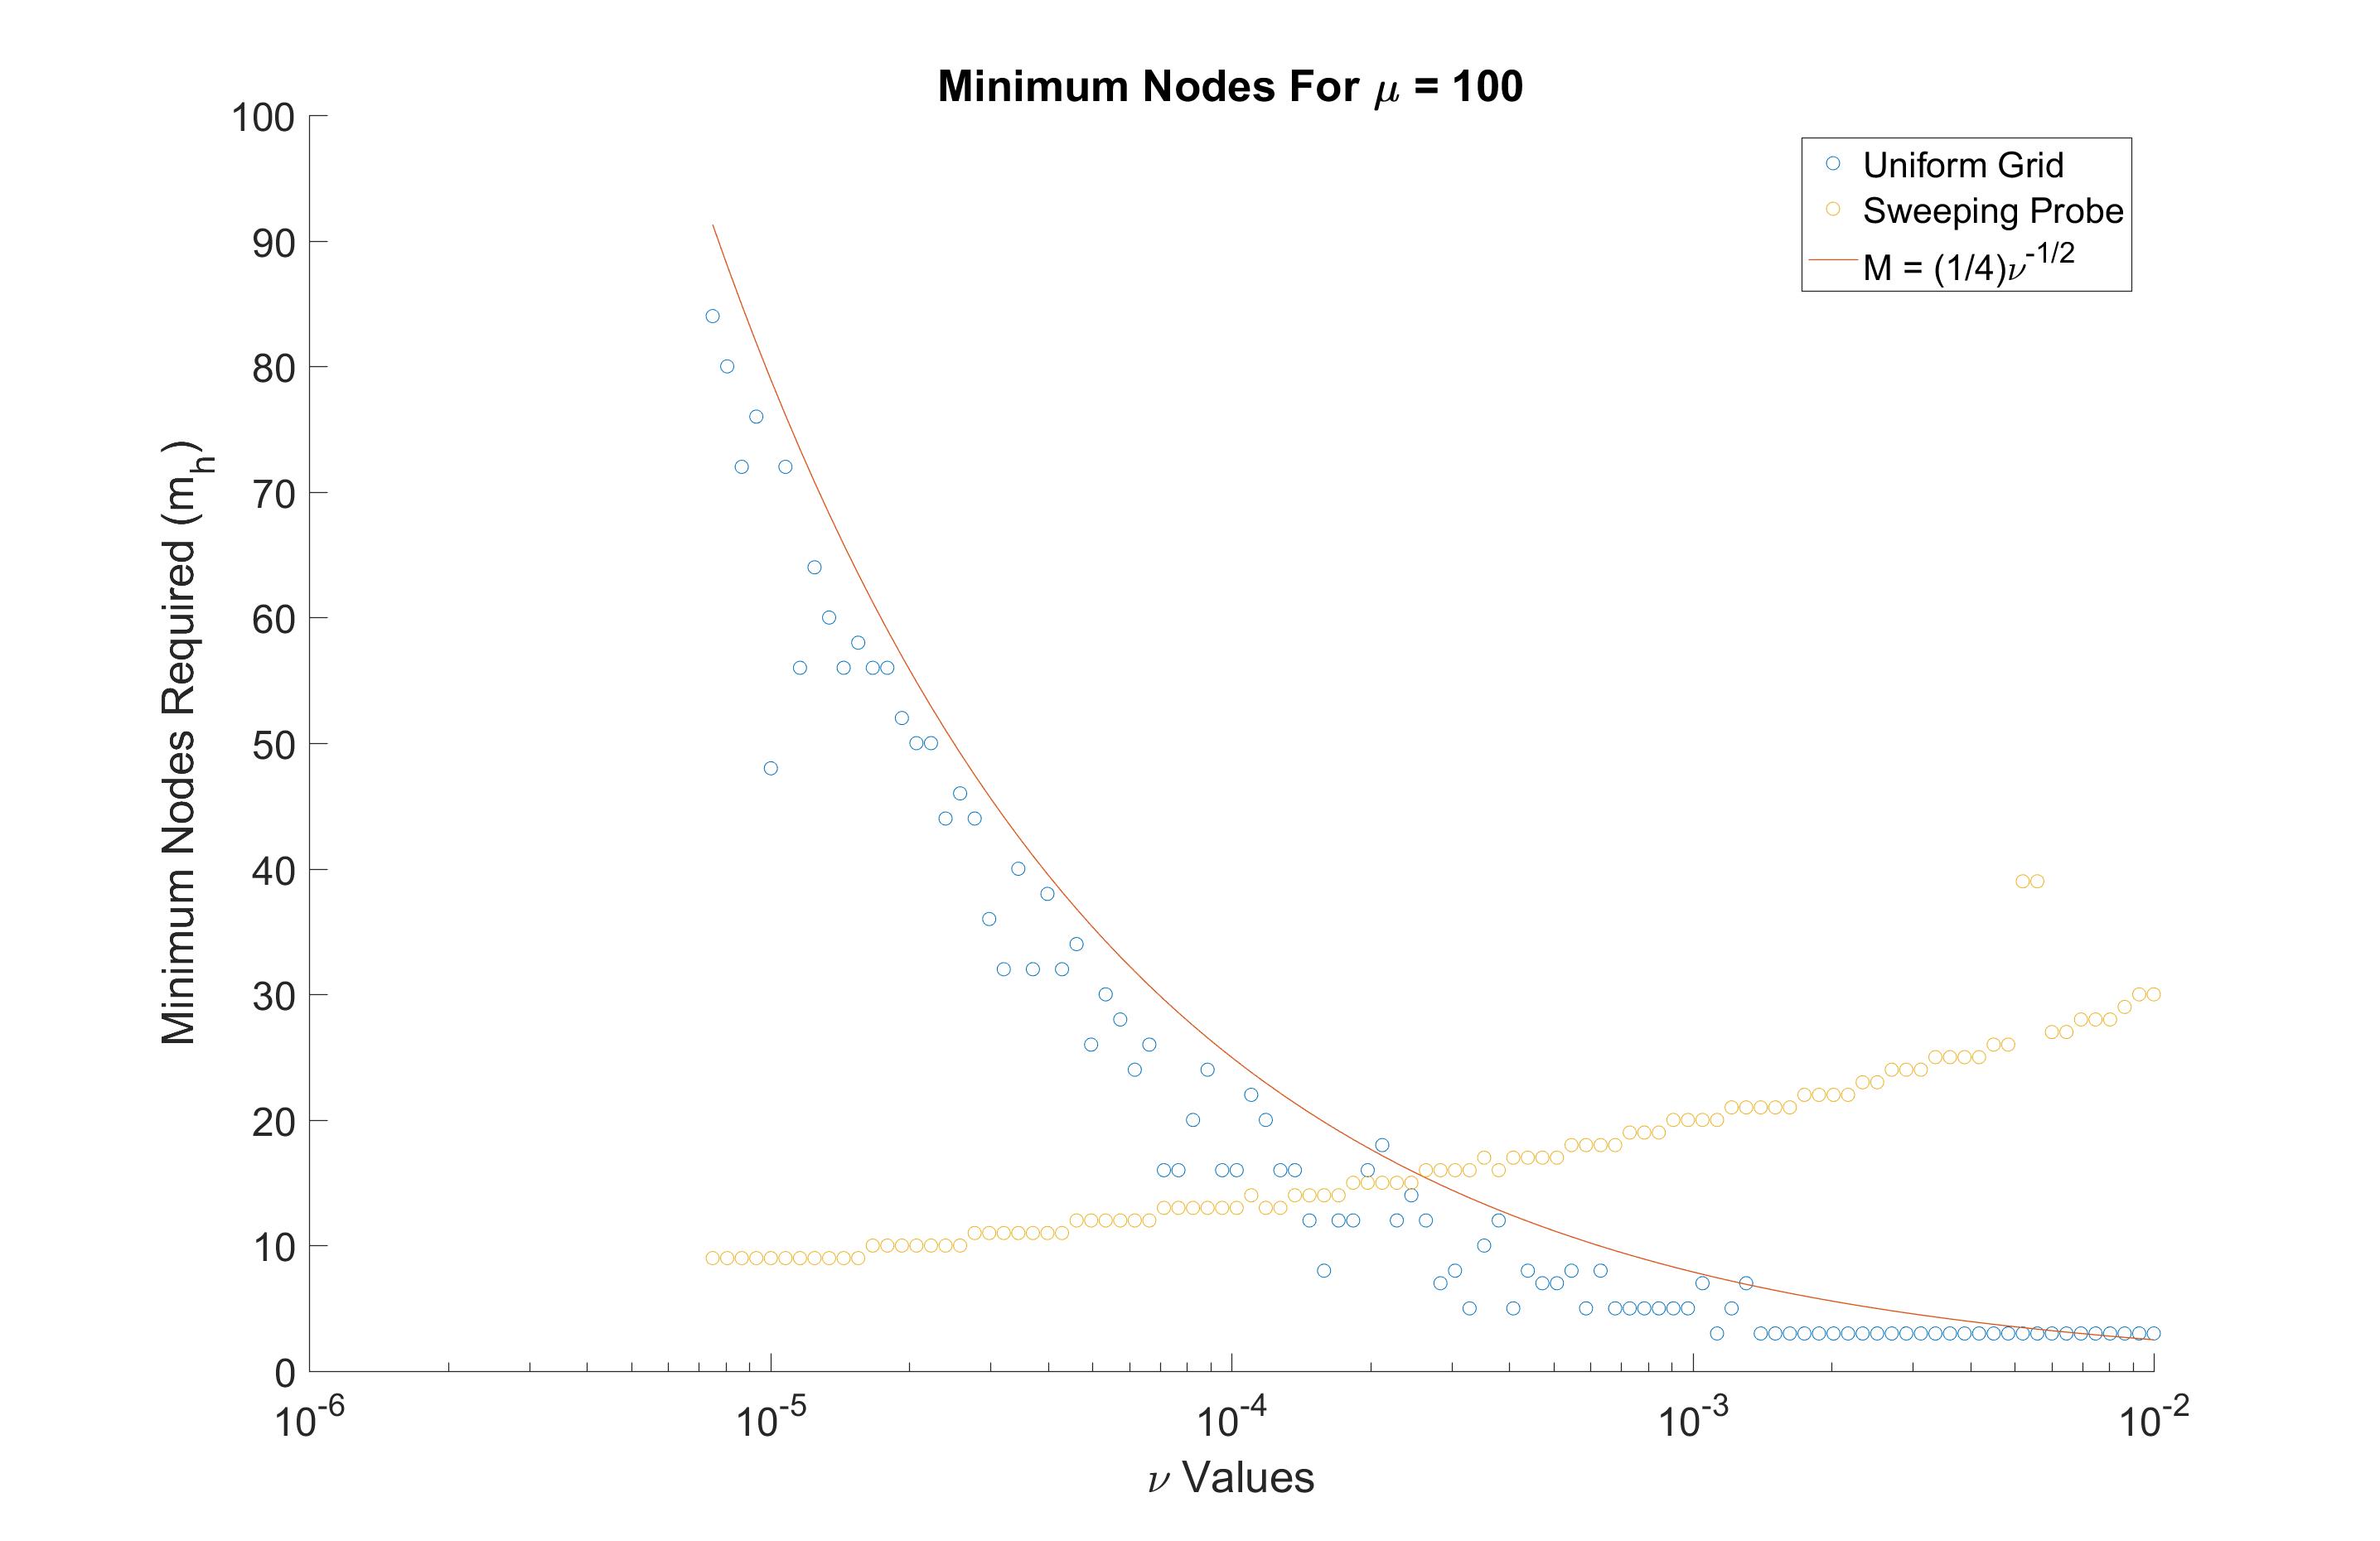 Minimum Nodes For μ = 100
Uniform Grid
Sweeping Probe
M = (1/4)ν^-1/2
Minimum Nodes Required (m_h)
100
90
80
70
60
50
40
30
20
10
0
10^-6 10^-5 10^-4 10^-3 10^-2
ν Values